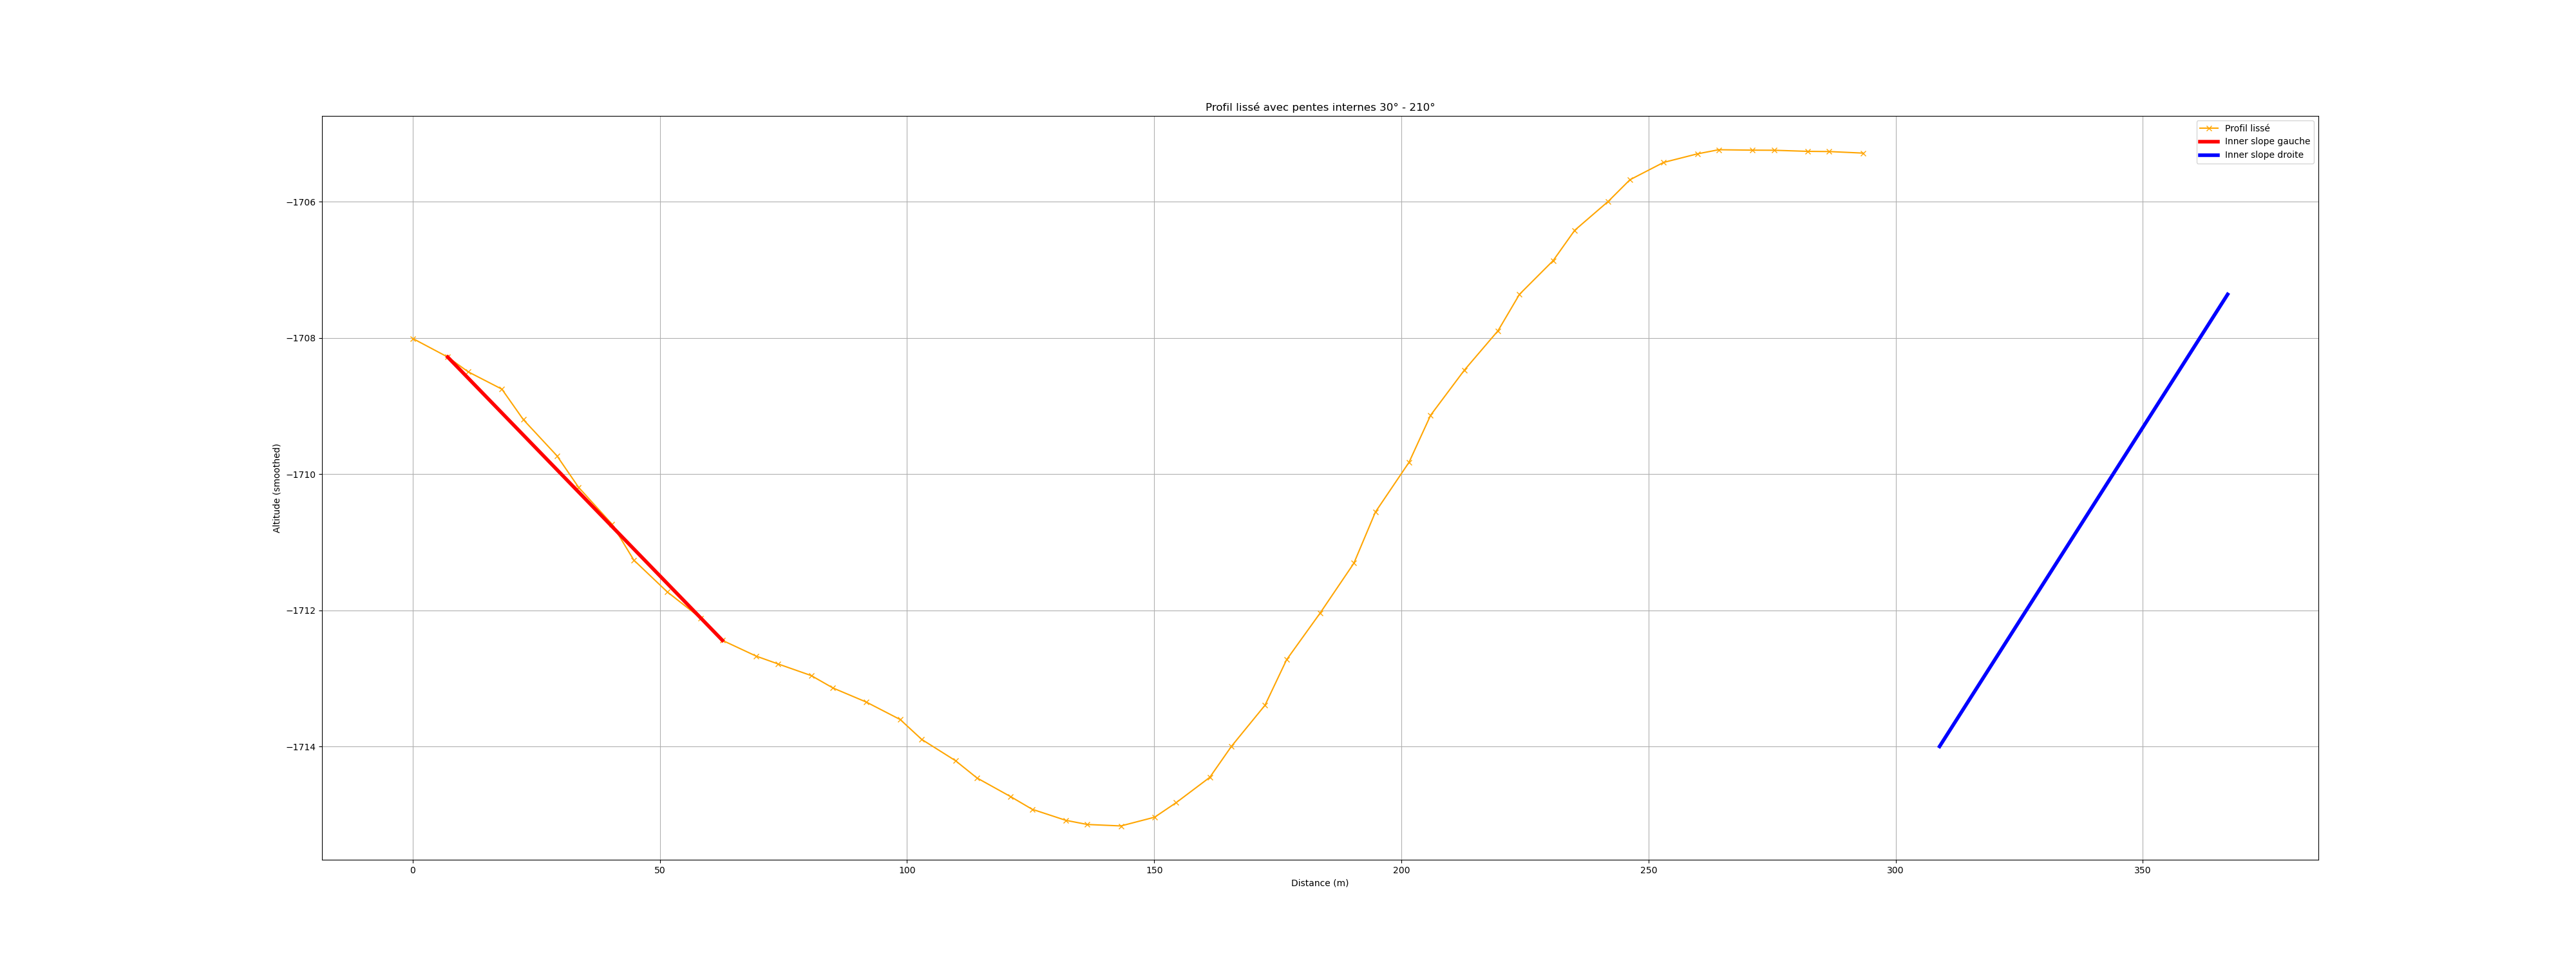 Profil lissé avec pentes internes 30° - 210°
Profil lissé
Inner slope gauche
Inner slope droite
Altitude (smoothed)
−1706
−1708
−1710
−1712
−1714
0 50 100 150 200 250 300 350
Distance (m)